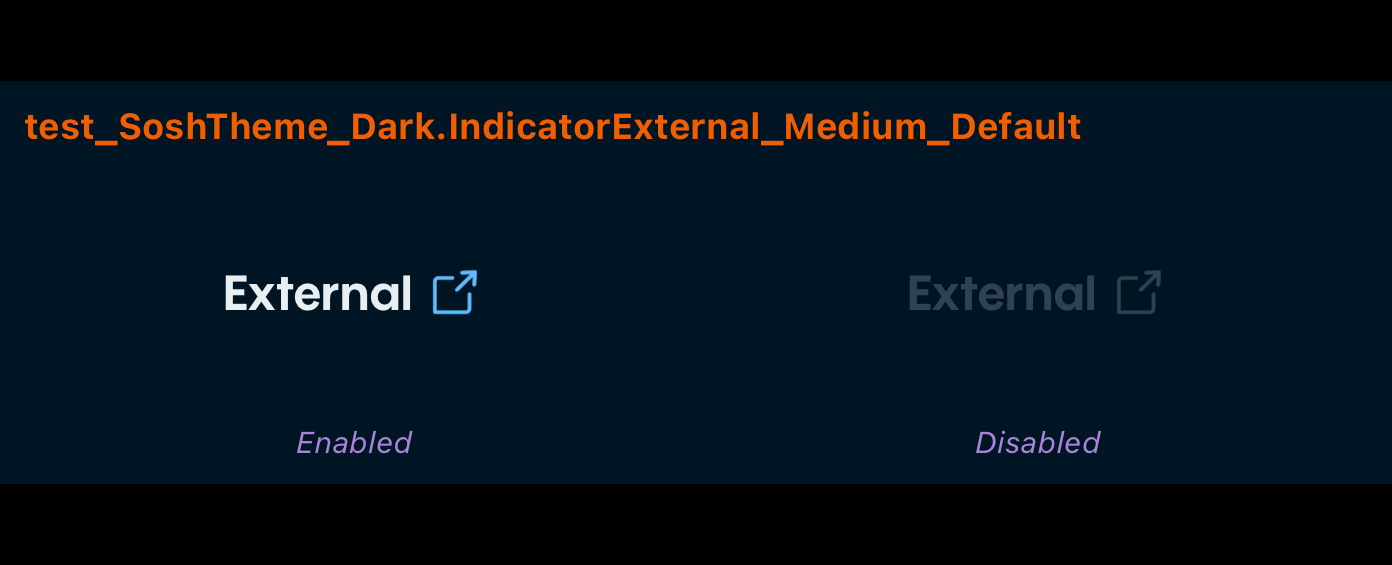 test_SoshTheme_Dark.IndicatorExternal_Medium_Default
External
External
Enabled
Disabled